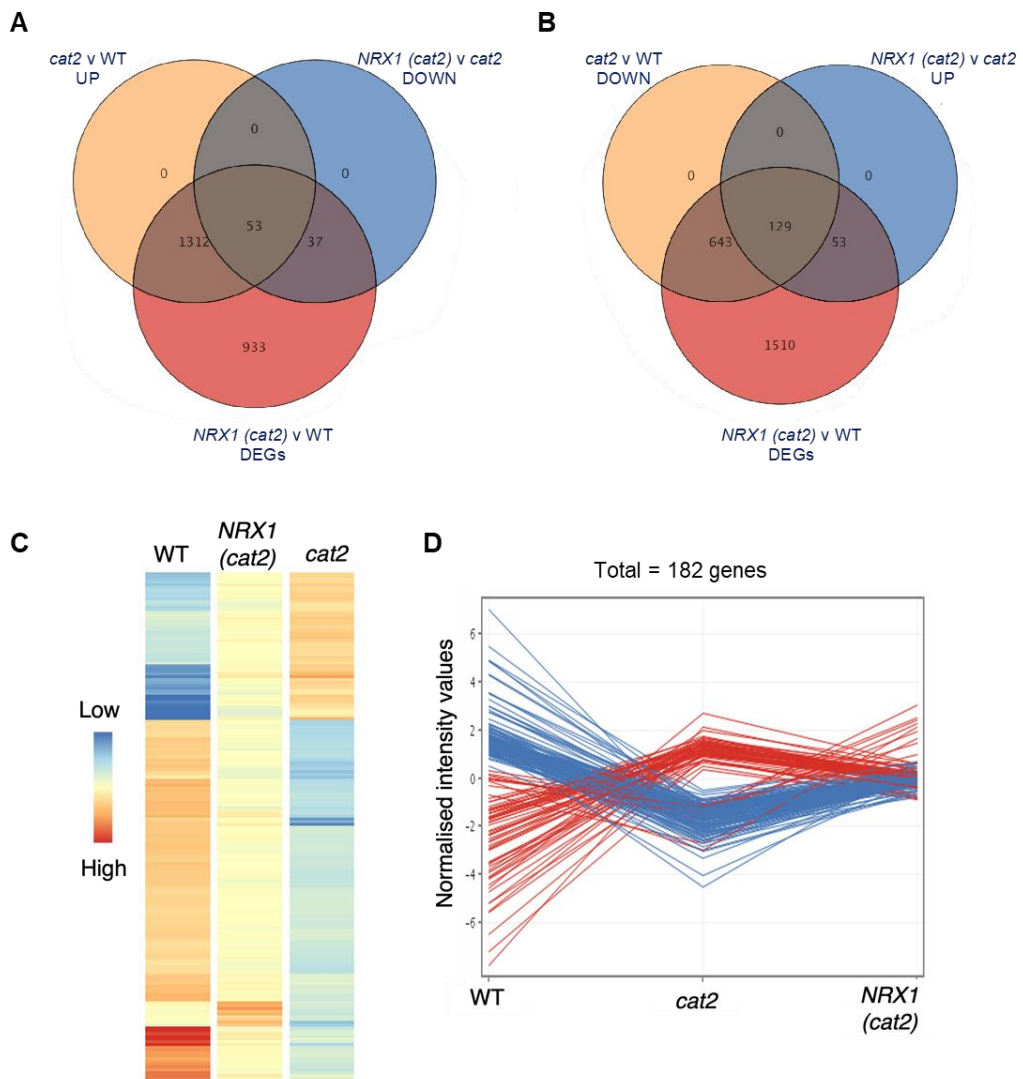 A
cat2 v WT
UP
NRX1 (cat2) v cat2
DOWN
0
0
0
53
1312
37
933
NRX1 (cat2) v WT
DEGs
B
cat2 v WT
DOWN
NRX1 (cat2) v cat2
UP
0
0
0
129
643
53
1510
NRX1 (cat2) v WT
DEGs
C
WT
NRX1
(cat2)
cat2
Low
High
D
Total = 182 genes
Normalised intensity values
6
4
2
0
-2
-4
-6
WT
cat2
NRX1
(cat2)